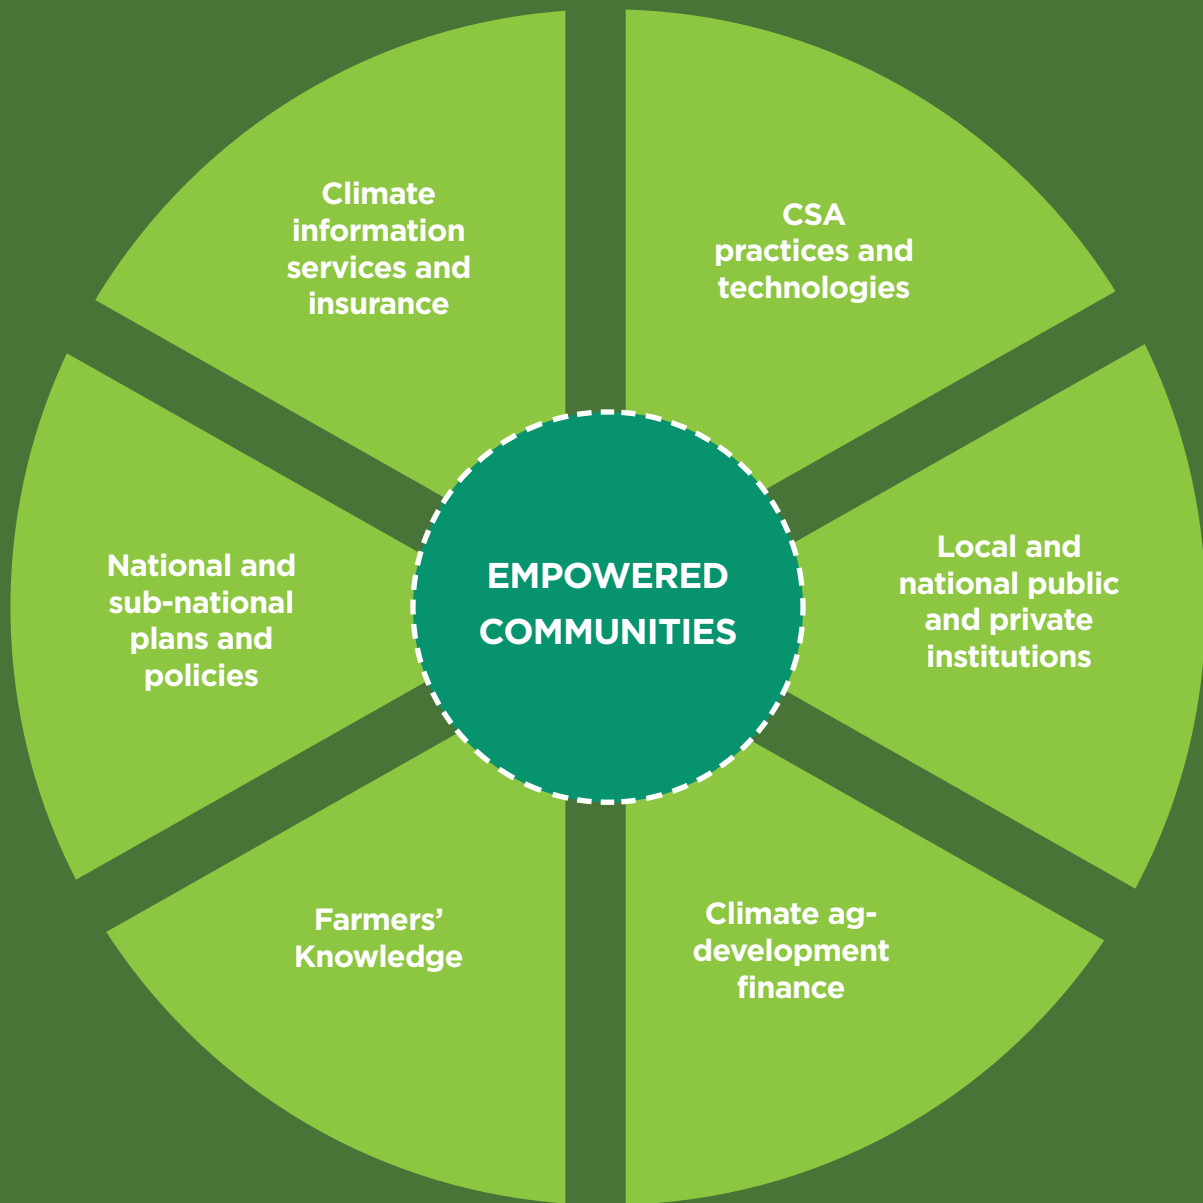 Climate
information
services and
insurance
CSA
practices and
technologies
Local and
national public
and private
institutions
Climate ag-
development
finance
Farmers’
Knowledge
National and
sub-national
plans and
policies
EMPOWERED
COMMUNITIES